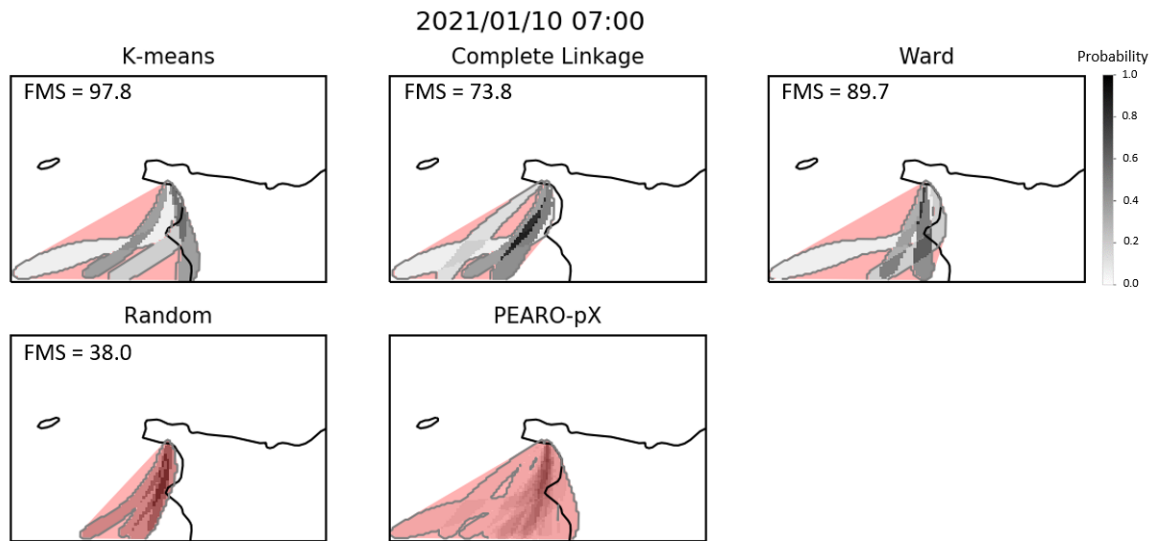 2021/01/10 07:00
K-means
Complete Linkage
Ward
Probability
FMS = 97.8
FMS = 73.8
FMS = 89.7
1.0
0.8
0.6
0.4
0.2
0.0
Random
PEARO-pX
FMS = 38.0